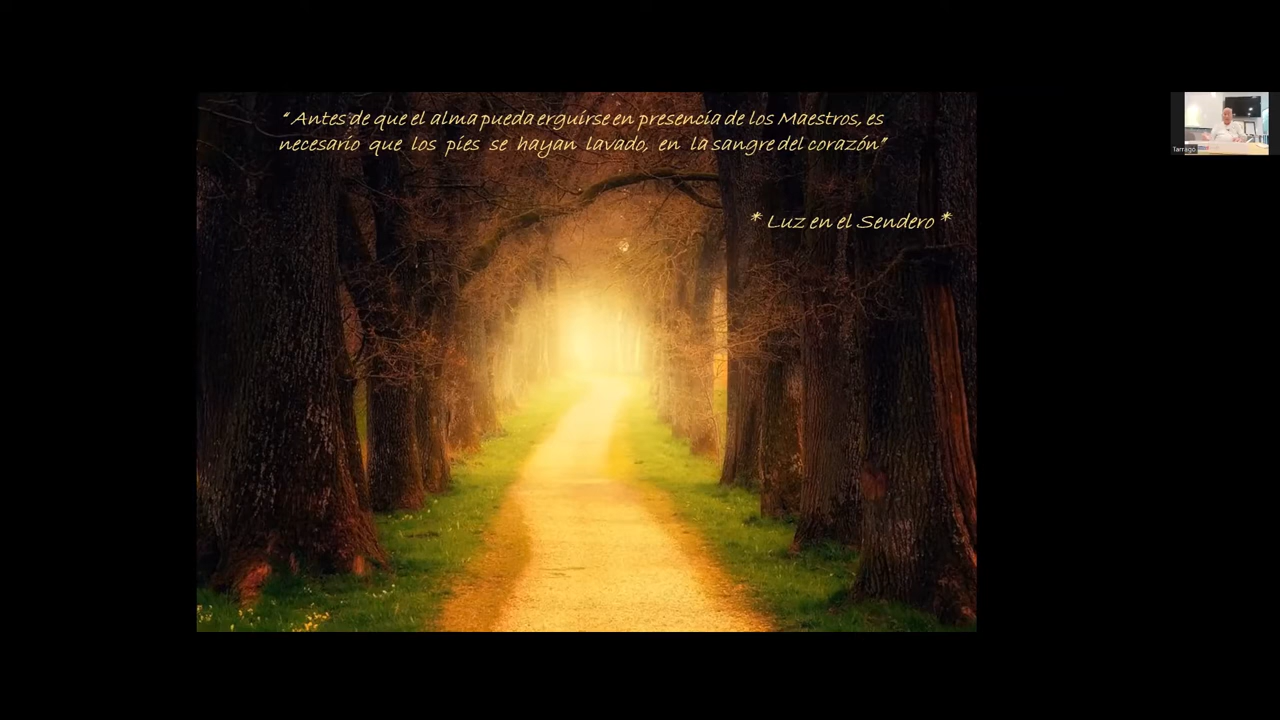 “ Antes de que el alma pueda erguirse en presencia de los Maestros, es
necesario que los pies se hayan lavado, en la sangre del corazón”
* Luz en el Sendero *
Tarragó